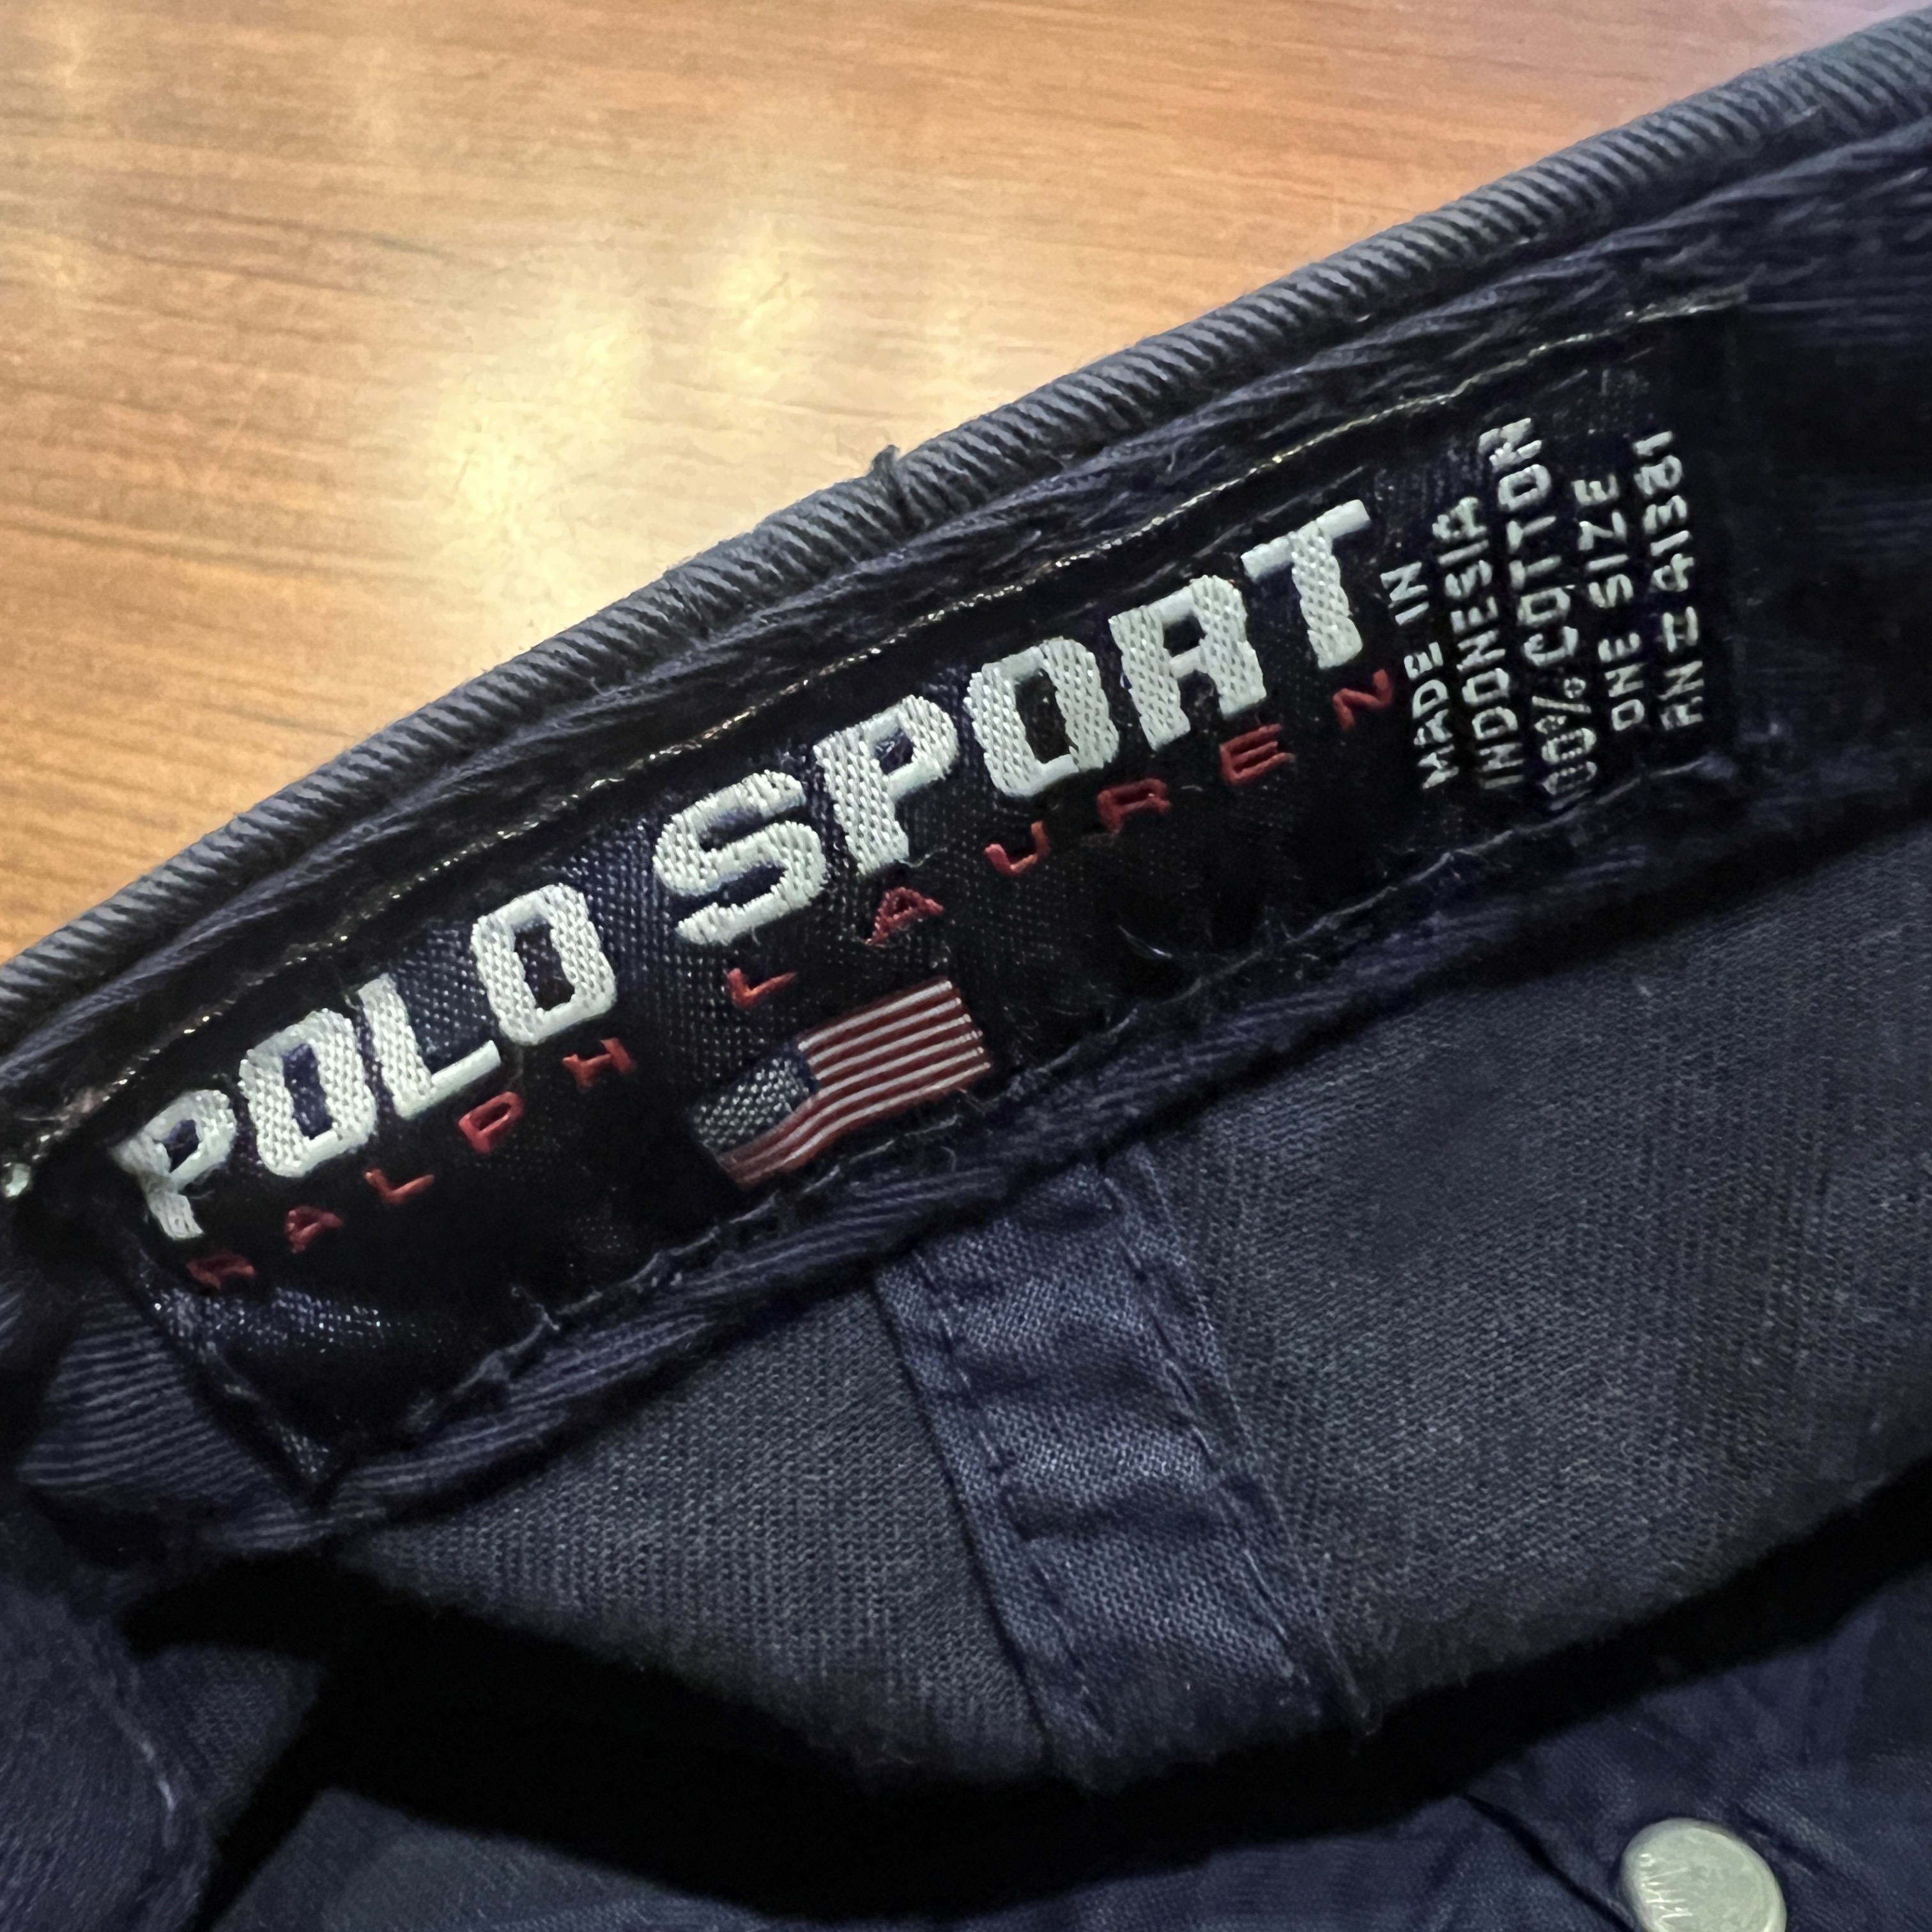 POLO SPORT
RALPH LAUREN
MADE IN
INDONESIA
100% COTTON
ONE SIZE
RN # 41381